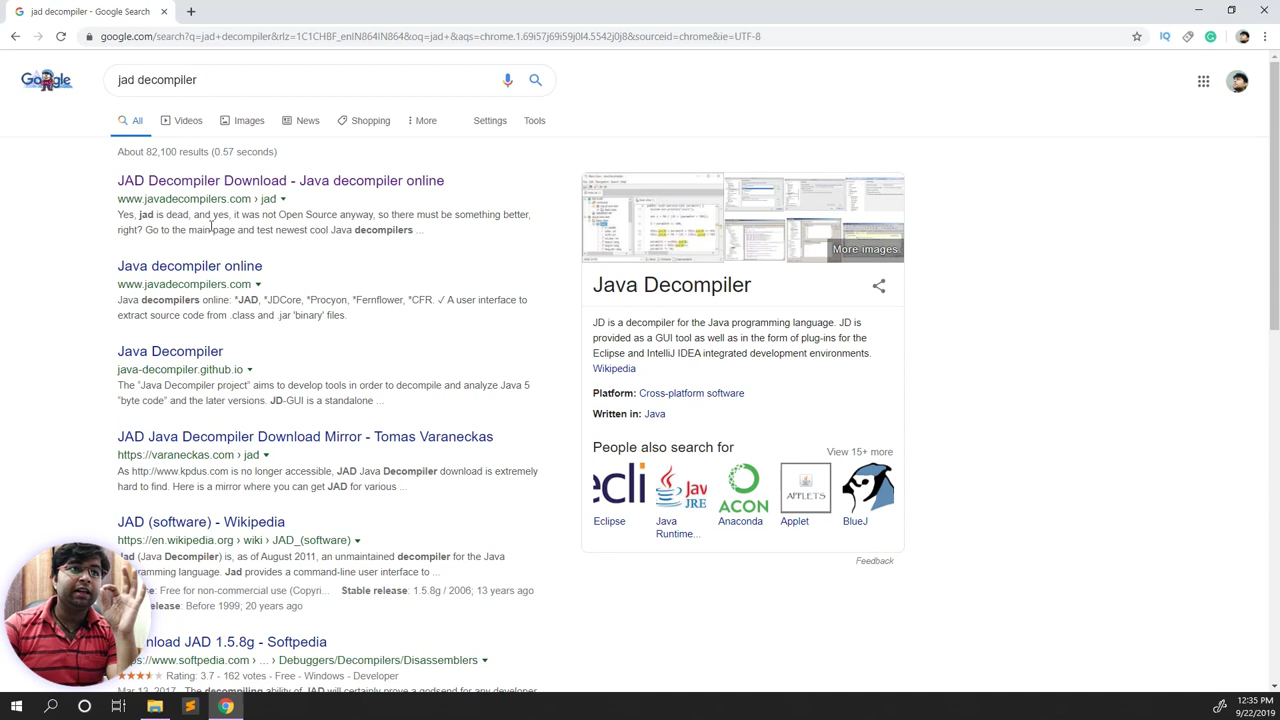 jad decompiler - Google Search
google.com/search?q=jad+decompiler&rlz=1C1CHBF_enIN864IN864&oq=jad+&aqs=chrome.1.69i57j69i59j0l4.5542j0j8&sourceid=chrome&ie=UTF-8
IQ
Google
jad decompiler
All
Videos
Images
News
Shopping
More
Settings
Tools
About 82,100 results (0.57 seconds)
JAD Decompiler Download - Java decompiler online
www.javadecompilers.com › jad
Yes, jad is dead, and yes it was not Open Source anyway, so there must be something better,
right? Go to the main page and test newest cool Java decompilers ...
Java decompiler online
www.javadecompilers.com
Java decompilers online: *JAD, *JDCore, *Procyon, *Fernflower, *CFR. ✓ A user interface to
extract source code from .class and .jar 'binary' files.
Java Decompiler
java-decompiler.github.io
The "Java Decompiler project" aims to develop tools in order to decompile and analyze Java 5
"byte code" and the later versions. JD-GUI is a standalone ...
JAD Java Decompiler Download Mirror - Tomas Varaneckas
https://varaneckas.com › jad
As http://www.kpdus.com is no longer accessible, JAD Java Decompiler download is extremely
hard to find. Here is a mirror where you can get JAD for various ...
JAD (software) - Wikipedia
https://en.wikipedia.org › wiki › JAD_(software)
Jad (Java Decompiler) is, as of August 2011, an unmaintained decompiler for the Java
ramming language. Jad provides a command-line user interface to ...
se: Free for non-commercial use (Copyri... Stable release: 1.5.8g / 2006; 13 years ago
elease: Before 1999; 20 years ago
nload JAD 1.5.8g - Softpedia
s://www.softpedia.com › ... › Debuggers/Decompilers/Disassemblers
Rating: 3.7 - 162 votes - Free - Windows - Developer
Mar 13, 2017 - The decompiling ability of JAD will certainly prove a godsend for any developer
More images
Java Decompiler
JD is a decompiler for the Java programming language. JD is
provided as a GUI tool as well as in the form of plug-ins for the
Eclipse and IntelliJ IDEA integrated development environments.
Wikipedia
Platform: Cross-platform software
Written in: Java
People also search for
View 15+ more
ecli
Jav
JRE
ACON
APPLETS
Eclipse
Java
Runtime...
Anaconda
Applet
BlueJ
Feedback
12:35 PM
9/22/2019